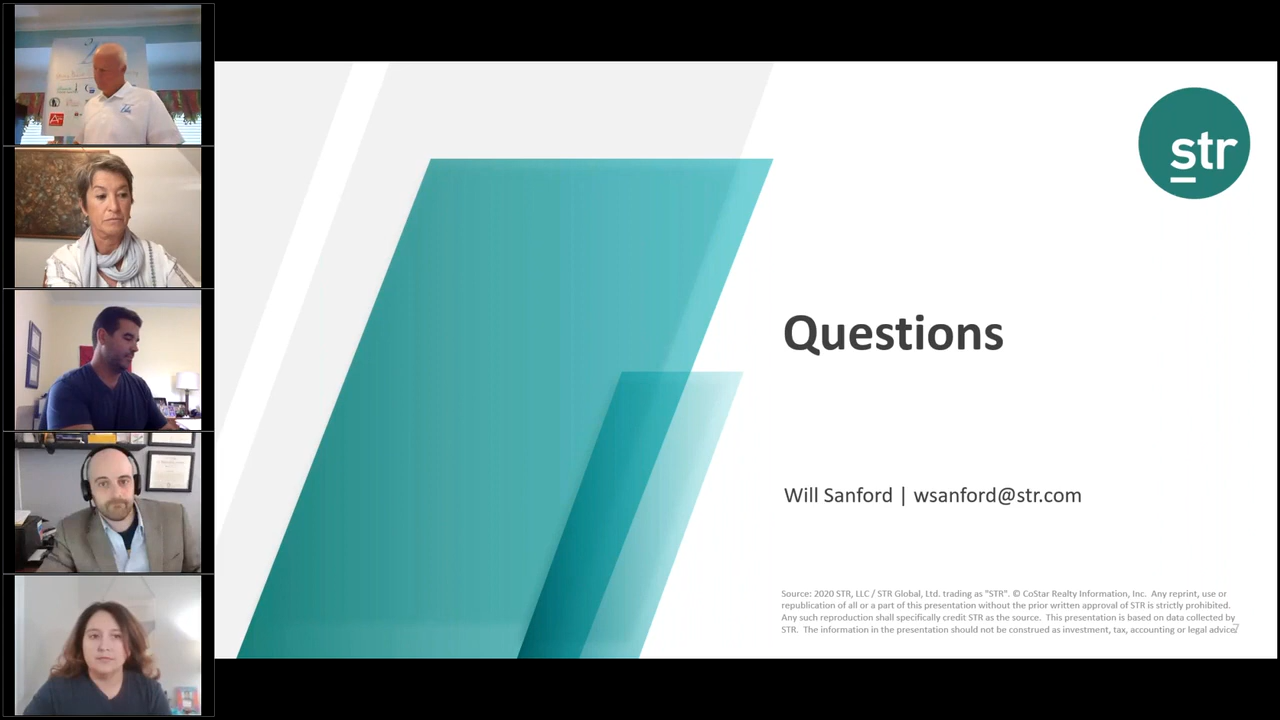 str
Questions
Will Sanford | wsanford@str.com
Source: 2020 STR, LLC / STR Global, Ltd. trading as "STR". © CoStar Realty Information, Inc. Any reprint, use or
republication of all or a part of this presentation without the prior written approval of STR is strictly prohibited.
Any such reproduction shall specifically credit STR as the source. This presentation is based on data collected by
STR. The information in the presentation should not be construed as investment, tax, accounting or legal advice.
7